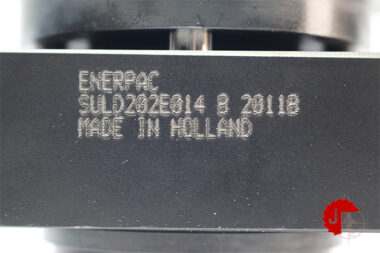 ENERPAC
SULD202E014 B 2011B
MADE IN HOLLAND